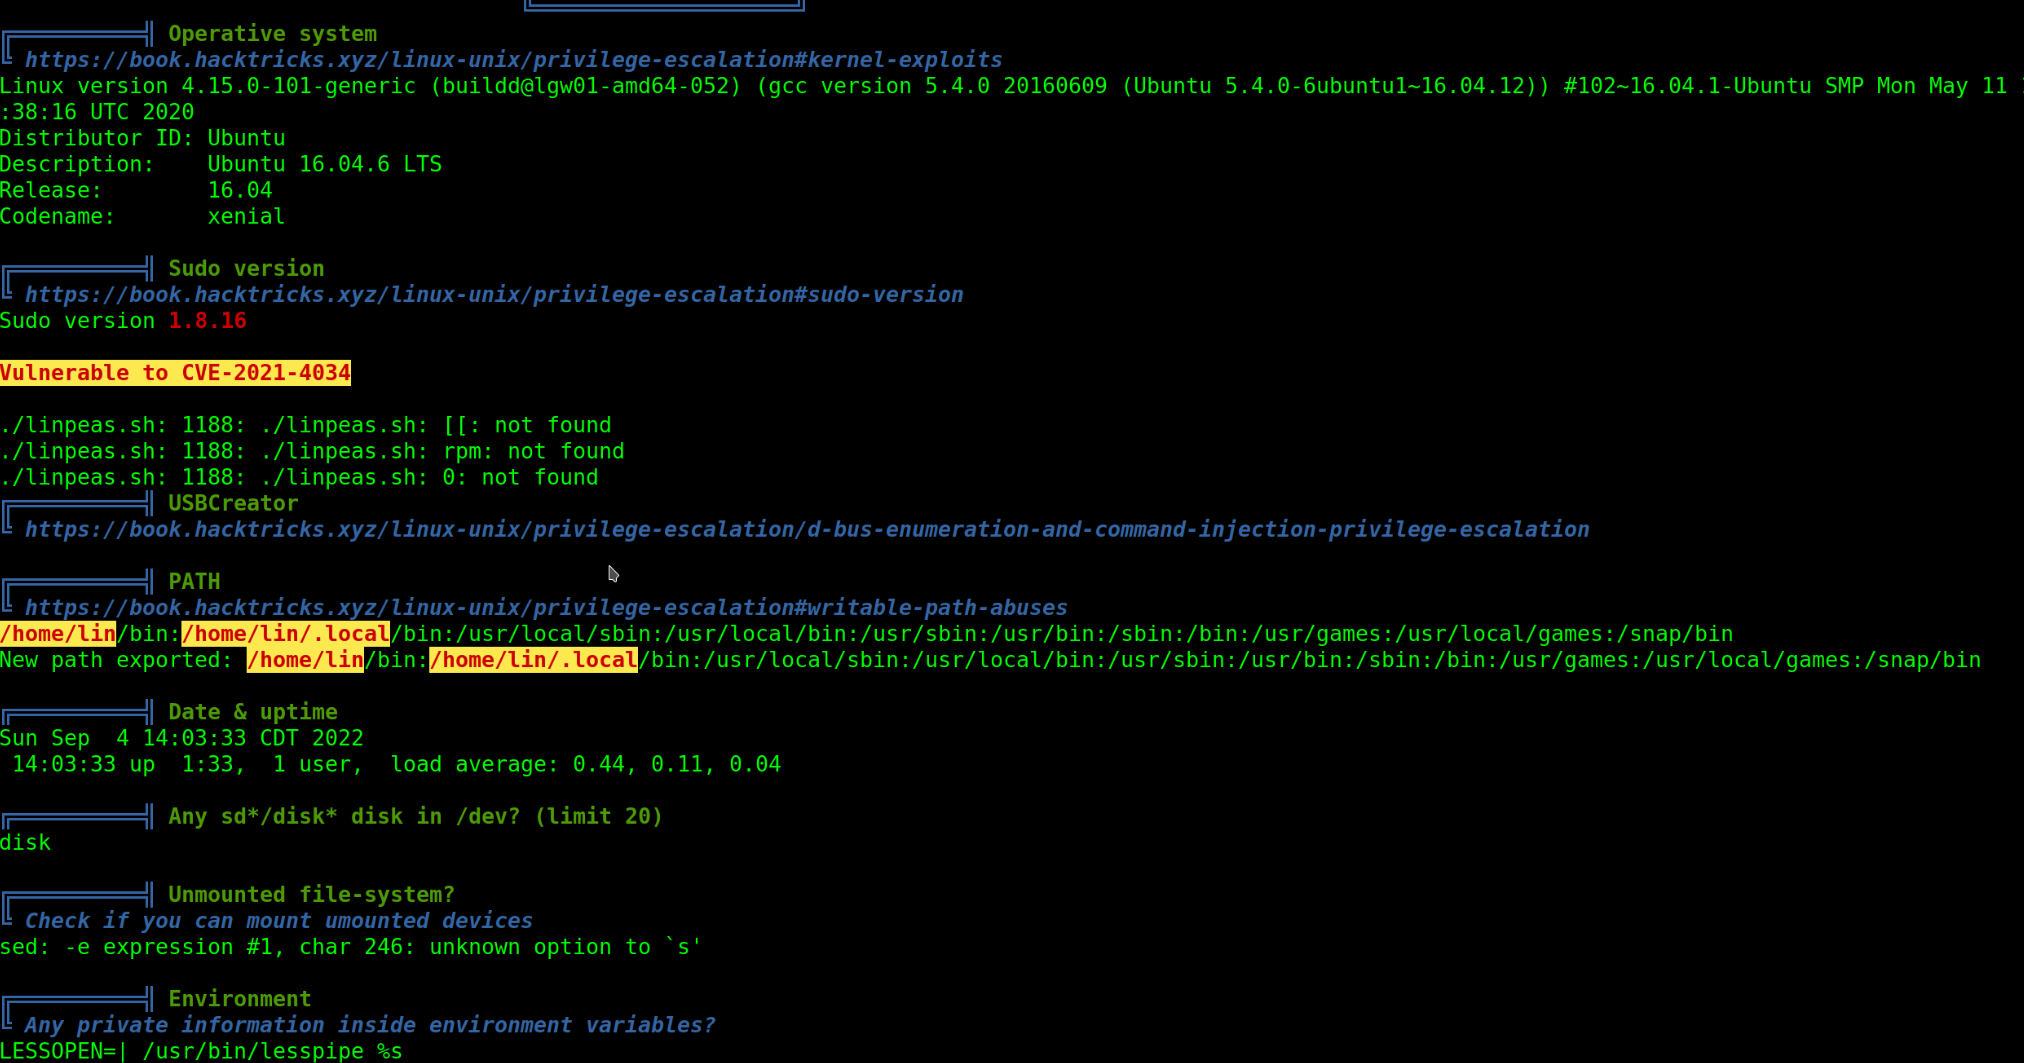 Operative system
https://book.hacktricks.xyz/linux-unix/privilege-escalation#kernel-exploits
Linux version 4.15.0-101-generic (buildd@lgw01-amd64-052) (gcc version 5.4.0 20160609 (Ubuntu 5.4.0-6ubuntu1~16.04.12)) #102~16.04.1-Ubuntu SMP Mon May 11
:38:16 UTC 2020
Distributor ID: Ubuntu
Description:    Ubuntu 16.04.6 LTS
Release:        16.04
Codename:       xenial
Sudo version
https://book.hacktricks.xyz/linux-unix/privilege-escalation#sudo-version
Sudo version 1.8.16
Vulnerable to CVE-2021-4034
./linpeas.sh: 1188: ./linpeas.sh: [[: not found
./linpeas.sh: 1188: ./linpeas.sh: rpm: not found
./linpeas.sh: 1188: ./linpeas.sh: 0: not found
USBCreator
https://book.hacktricks.xyz/linux-unix/privilege-escalation/d-bus-enumeration-and-command-injection-privilege-escalation
PATH
https://book.hacktricks.xyz/linux-unix/privilege-escalation#writable-path-abuses
/home/lin/bin:/home/lin/.local/bin:/usr/local/sbin:/usr/local/bin:/usr/sbin:/usr/bin:/sbin:/bin:/usr/games:/usr/local/games:/snap/bin
New path exported: /home/lin/bin:/home/lin/.local/bin:/usr/local/sbin:/usr/local/bin:/usr/sbin:/usr/bin:/sbin:/bin:/usr/games:/usr/local/games:/snap/bin
Date & uptime
Sun Sep  4 14:03:33 CDT 2022
 14:03:33 up  1:33,  1 user,  load average: 0.44, 0.11, 0.04
Any sd*/disk* disk in /dev? (limit 20)
disk
Unmounted file-system?
Check if you can mount umounted devices
sed: -e expression #1, char 246: unknown option to `s'
Environment
Any private information inside environment variables?
LESSOPEN=| /usr/bin/lesspipe %s